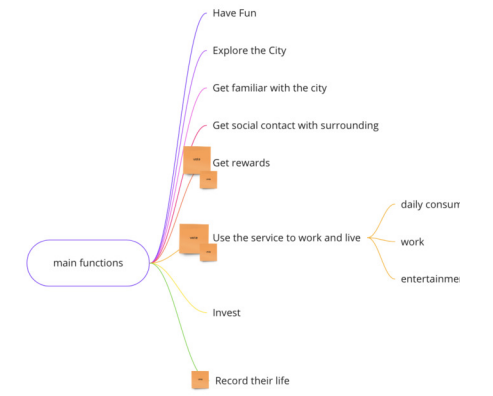 Have Fun
Explore the City
Get familiar with the city
Get social contact with surrounding
Get rewards
daily consum
Use the service to work and live
work
main functions
entertainme
Invest
Record their life